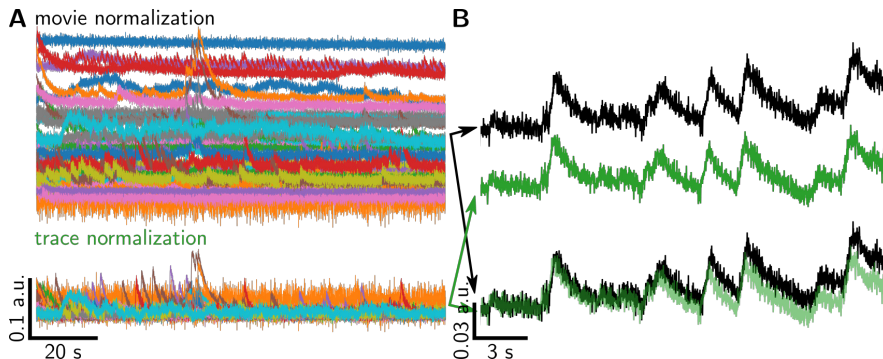 A
movie normalization
B
trace normalization
0.1 a.u.
20 s
0.03 a.u.
3 s